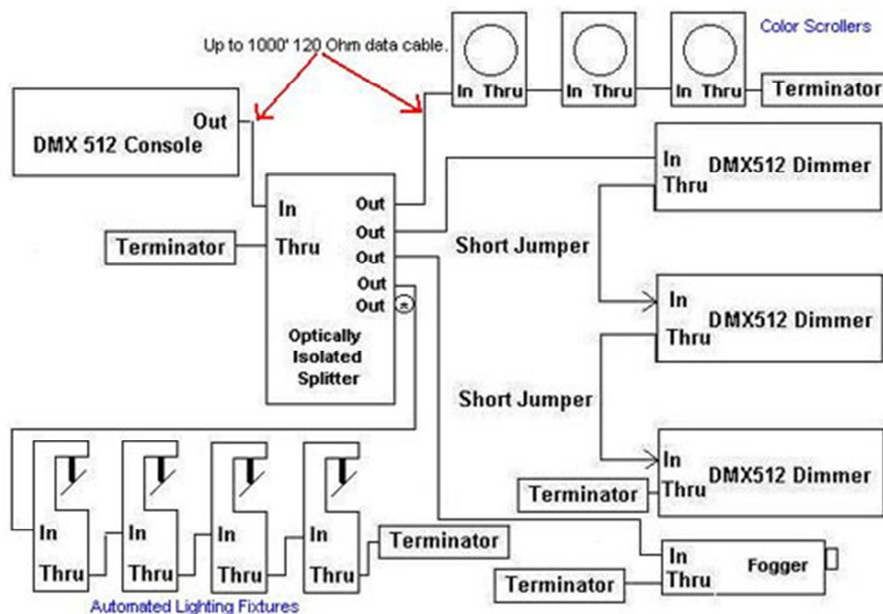 Up to 1000' 120 Ohm data cable.
Color Scrollers
In Thru
In Thru
In Thru
Terminator
Out
DMX 512 Console
In
Thru
DMX512 Dimmer
In
Thru
Out
Out
Out
Out
Out
*
Optically
Isolated
Splitter
Terminator
Short Jumper
In
Thru
DMX512 Dimmer
Short Jumper
In
Thru
DMX512 Dimmer
Terminator
In
Thru
In
Thru
In
Thru
In
Thru
Terminator
Automated Lighting Fixtures
In
Thru
Fogger
Terminator